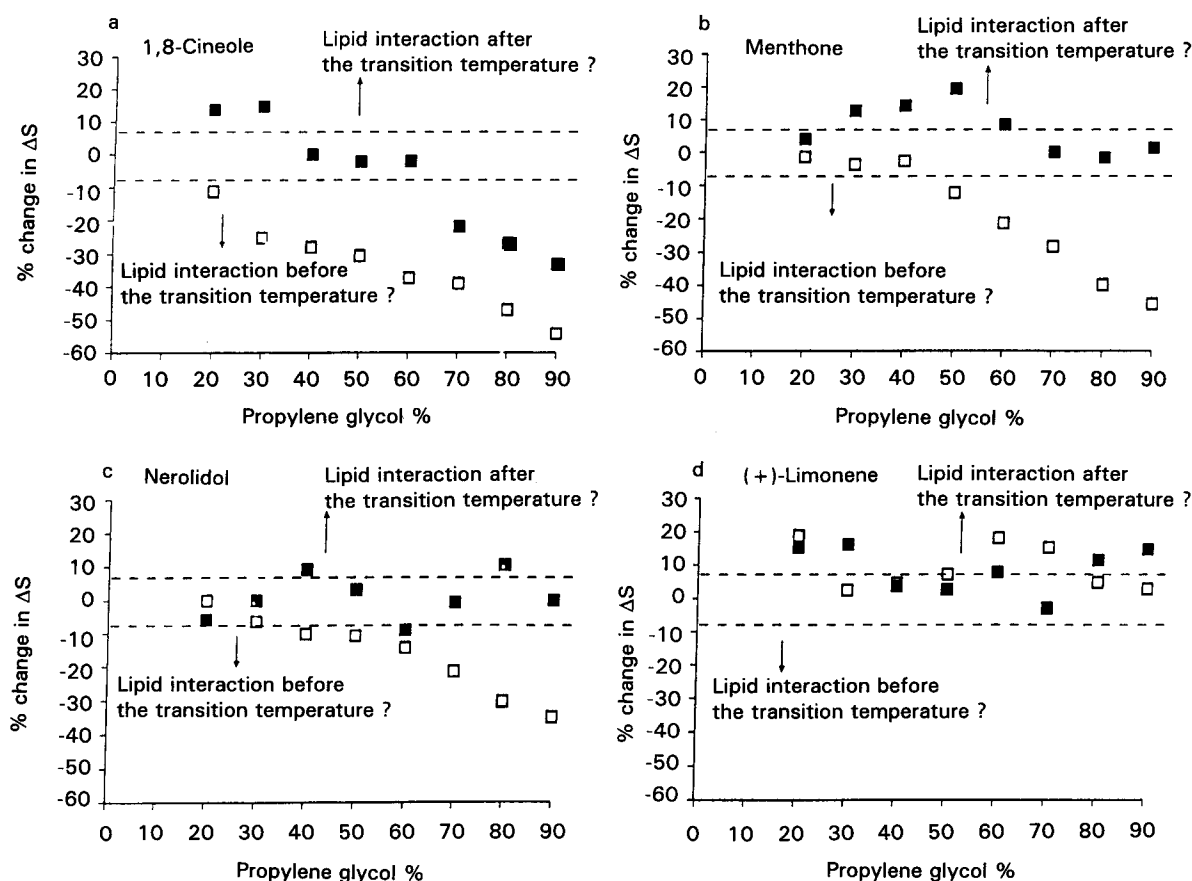 a
1,8-Cineole
Lipid interaction after
the transition temperature ?
30
20
10
0
-10
-20
-30
-40
-50
-60
% change in ΔS
Lipid interaction before
the transition temperature ?
0 10 20 30 40 50 60 70 80 90
Propylene glycol %
b
Menthone
Lipid interaction after
the transition temperature ?
30
20
10
0
-10
-20
-30
-40
-50
-60
% change in ΔS
Lipid interaction before
the transition temperature ?
0 10 20 30 40 50 60 70 80 90
Propylene glycol %
c
Nerolidol
Lipid interaction after
the transition temperature ?
30
20
10
0
-10
-20
-30
-40
-50
-60
% change in ΔS
Lipid interaction before
the transition temperature ?
0 10 20 30 40 50 60 70 80 90
Propylene glycol %
d
(+)-Limonene
Lipid interaction after
the transition temperature ?
30
20
10
0
-10
-20
-30
-40
-50
-60
% change in ΔS
Lipid interaction before
the transition temperature ?
0 10 20 30 40 50 60 70 80 90
Propylene glycol %